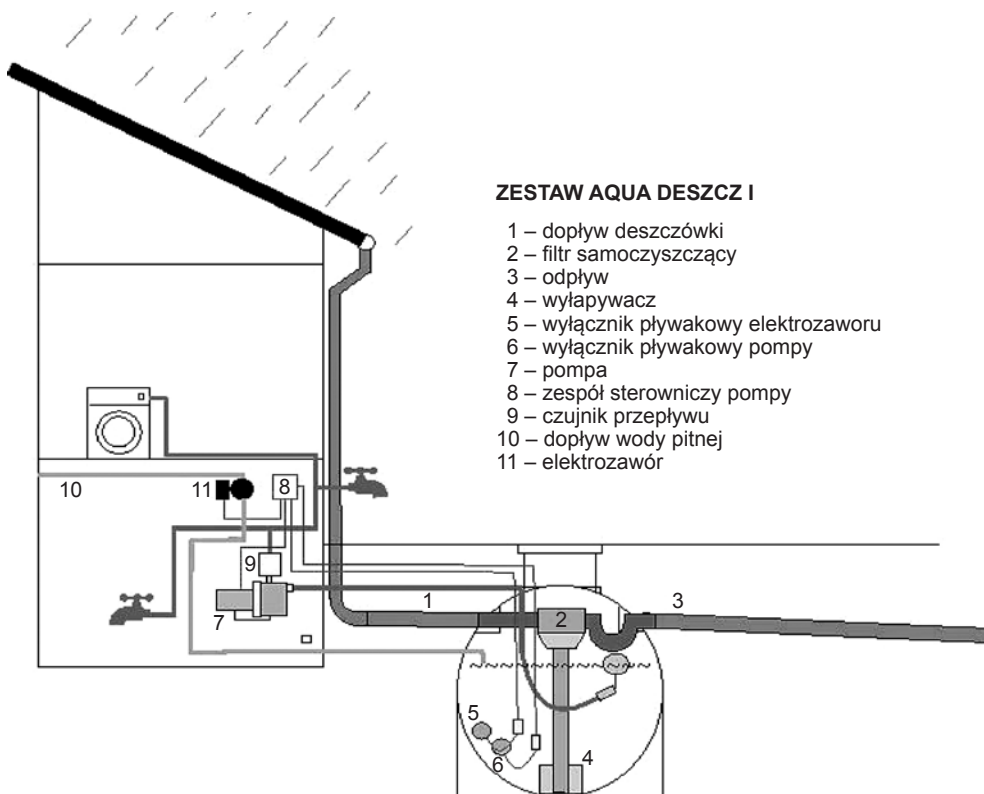 ZESTAW AQUA DESZCZ I
1 – dopływ deszczówki
2 – filtr samoczyszczący
3 – odpływ
4 – wyłapywacz
5 – wyłącznik pływakowy elektrozaworu
6 – wyłącznik pływakowy pompy
7 – pompa
8 – zespół sterowniczy pompy
9 – czujnik przepływu
10 – dopływ wody pitnej
11 – elektrozawór
10
11
8
9
7
1
2
3
5
6
4